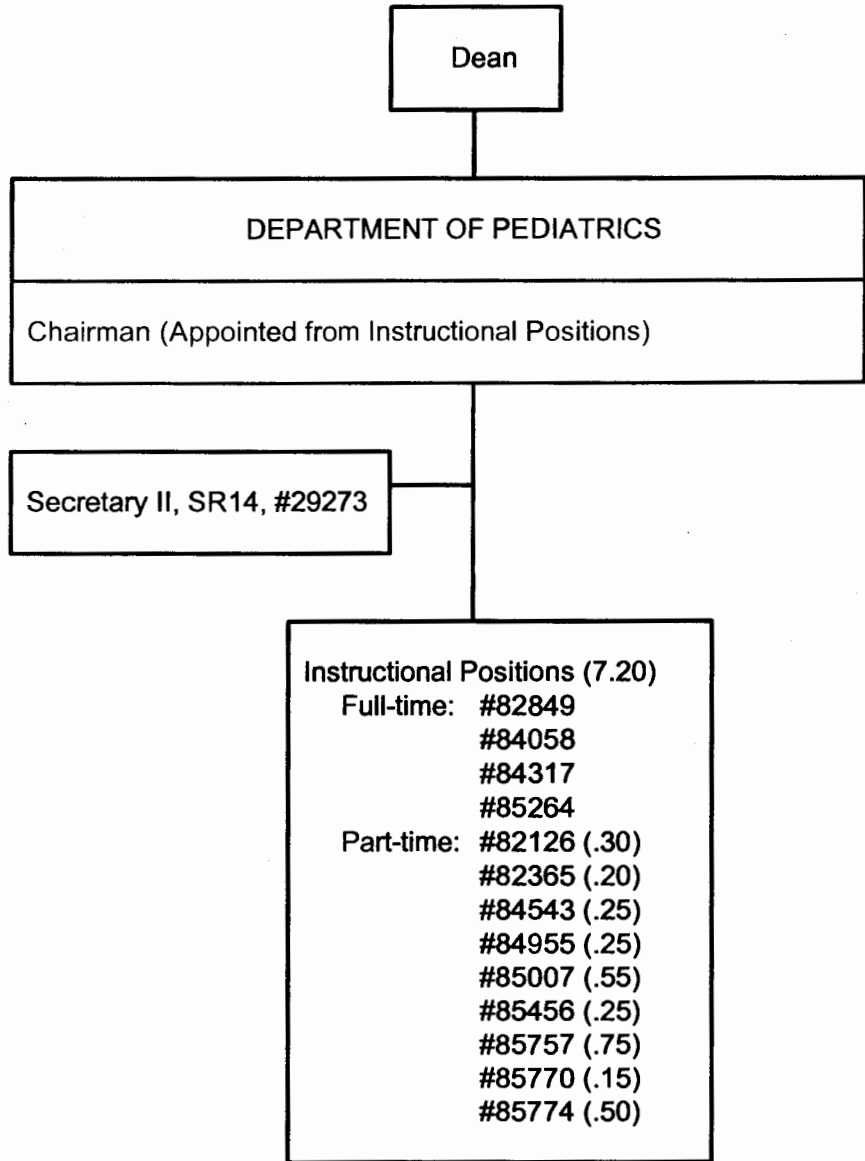 Dean
DEPARTMENT OF PEDIATRICS
Chairman (Appointed from Instructional Positions)
Secretary II, SR14, #29273
Instructional Positions (7.20)
Full-time: #82849
#84058
#84317
#85264
Part-time: #82126 (.30)
#82365 (.20)
#84543 (.25)
#84955 (.25)
#85007 (.55)
#85456 (.25)
#85757 (.75)
#85770 (.15)
#85774 (.50)